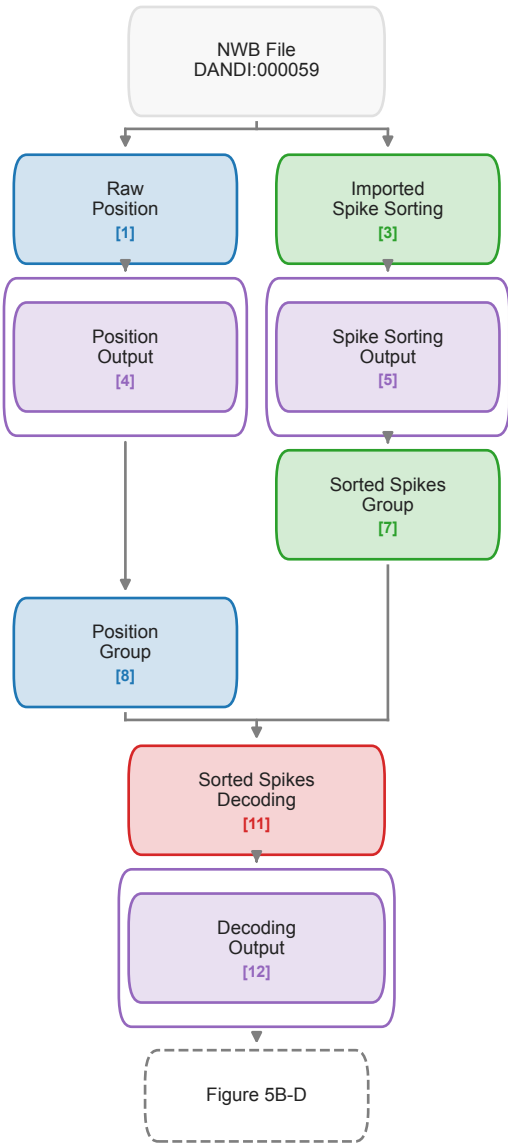 NWB File
DANDI:000059
Raw
Position
[1]
Imported
Spike Sorting
[3]
Position
Output
[4]
Spike Sorting
Output
[5]
Sorted Spikes
Group
[7]
Position
Group
[8]
Sorted Spikes
Decoding
[11]
Decoding
Output
[12]
Figure 5B-D